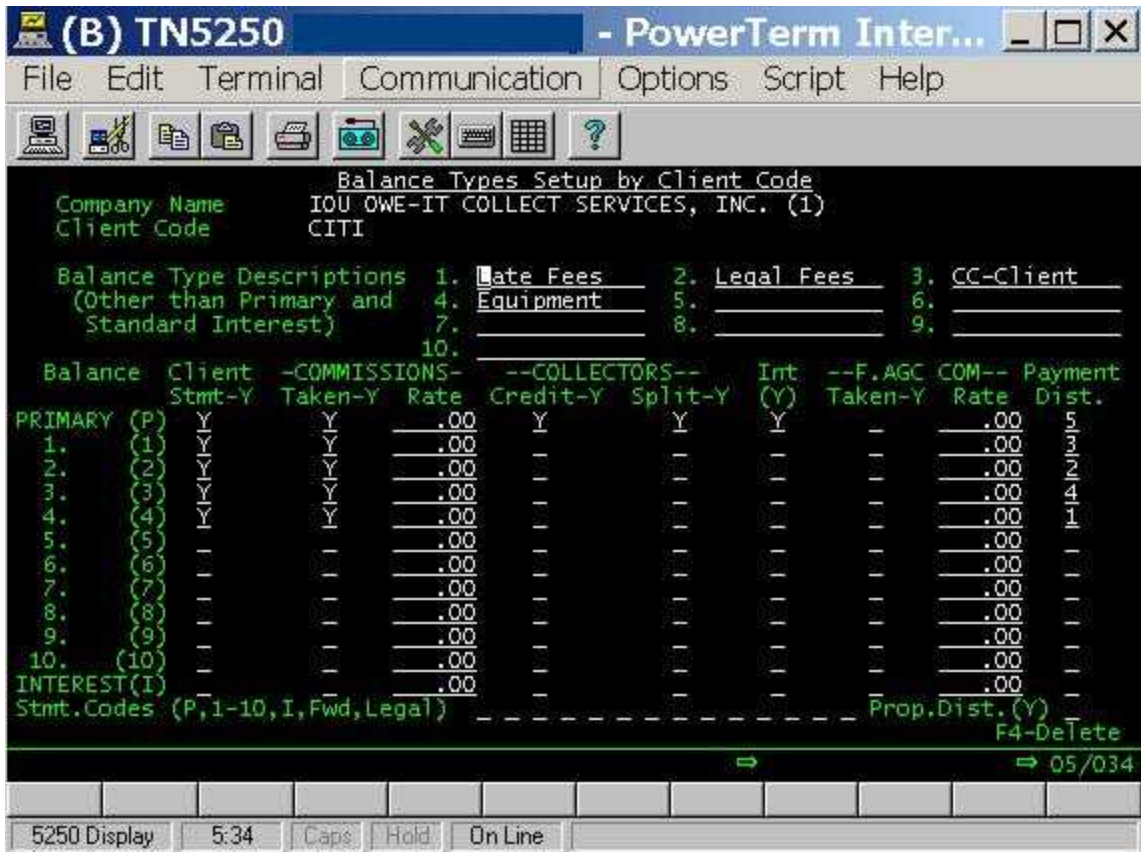 (B) TN5250 - PowerTerm Inter...
File Edit Terminal Communication Options Script Help
Balance Types Setup by Client Code
Company Name IOU OWE-IT COLLECT SERVICES, INC. (1)
Client Code CITI
Balance Type Descriptions 1. Late Fees 2. Legal Fees 3. CC-Client
(Other than Primary and 4. Equipment 5. 6.
Standard Interest) 7. 8. 9.
10.
Balance Client -COMMISSIONS- --COLLECTORS-- Int --F.AGC COM-- Payment
Stmt-Y Taken-Y Rate Credit-Y Split-Y (Y) Taken-Y Rate Dist.
PRIMARY (P) Y Y .00 Y Y Y _ .00 5
1. (1) Y Y .00 _ _ _ _ .00 3
2. (2) Y Y .00 _ _ _ _ .00 2
3. (3) Y Y .00 _ _ _ _ .00 4
4. (4) Y Y .00 _ _ _ _ .00 1
5. (5) _ _ .00 _ _ _ _ .00 _
6. (6) _ _ .00 _ _ _ _ .00 _
7. (7) _ _ .00 _ _ _ _ .00 _
8. (8) _ _ .00 _ _ _ _ .00 _
9. (9) _ _ .00 _ _ _ _ .00 _
10. (10) _ _ .00 _ _ _ _ .00 _
INTEREST(I) _ _ .00 _ _ _ _ .00 _
Stmt.Codes (P,1-10,I,Fwd,Legal) _ _ _ _ _ _ _ _ _ _ _ _ _ _ Prop.Dist.(Y) _
F4-Delete
⇨ ⇨ 05/034
5250 Display 5:34 Caps Hold On Line